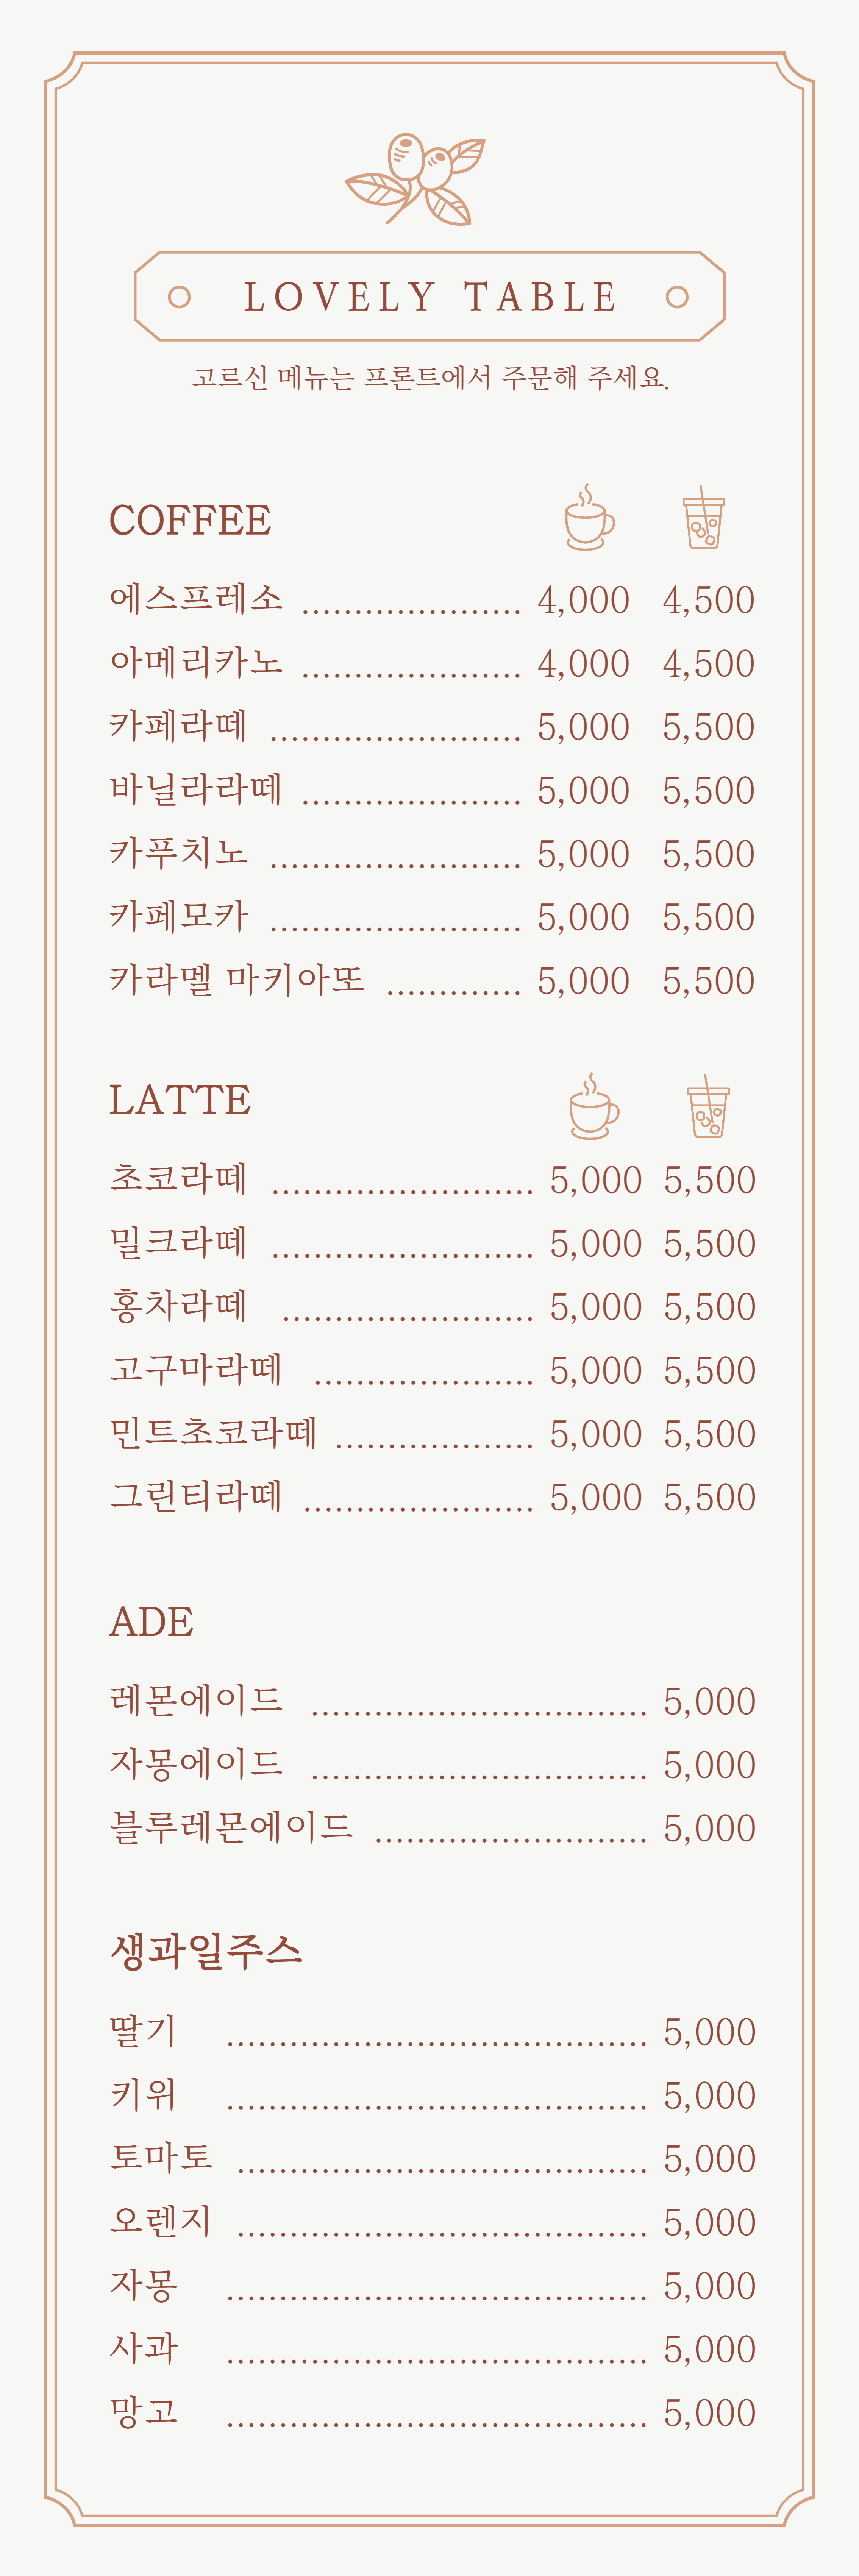 LOVELY TABLE
고르신 메뉴는 프론트에서 주문해 주세요.
COFFEE
에스프레소 ..................... 4,000 4,500
아메리카노 ..................... 4,000 4,500
카페라떼 ........................ 5,000 5,500
바닐라라떼 ..................... 5,000 5,500
카푸치노 ........................ 5,000 5,500
카페모카 ........................ 5,000 5,500
카라멜 마키아또 ............. 5,000 5,500
LATTE
초코라떼 ......................... 5,000 5,500
밀크라떼 ......................... 5,000 5,500
홍차라떼 ........................ 5,000 5,500
고구마라떼 ..................... 5,000 5,500
민트초코라떼 ................... 5,000 5,500
그린티라떼 ...................... 5,000 5,500
ADE
레몬에이드 ................................ 5,000
자몽에이드 ................................ 5,000
블루레몬에이드 .......................... 5,000
생과일주스
딸기 ........................................ 5,000
키위 ........................................ 5,000
토마토 ....................................... 5,000
오렌지 ....................................... 5,000
자몽 ........................................ 5,000
사과 ........................................ 5,000
망고 ........................................ 5,000